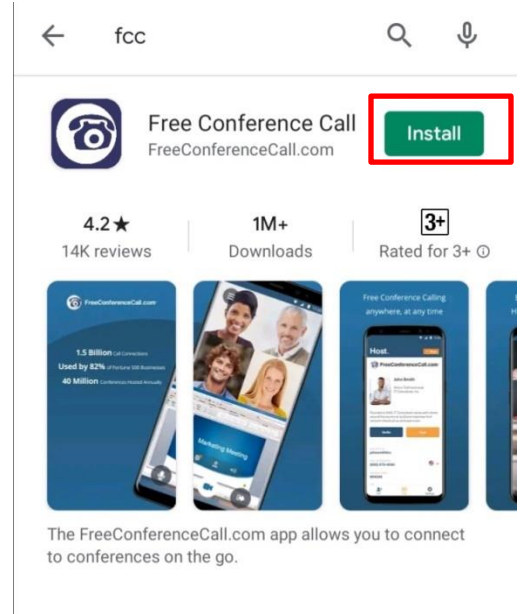 fcc
Free Conference Call
FreeConferenceCall.com
Install
4.2★
14K reviews
1M+
Downloads
3+
Rated for 3+
FreeConferenceCall.com
1.5 Billion Call Connections
Used by 82% of Fortune 500 Businesses
40 Million Conferences Hosted Annually
Marketing Meeting
Free Conference Calling
anywhere, at any time
Host.
FreeConferenceCall.com
John Smith
The FreeConferenceCall.com app allows you to connect
to conferences on the go.